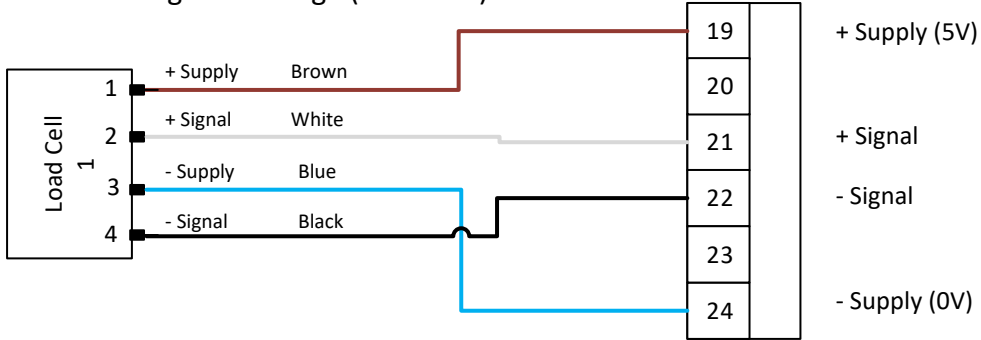 19 + Supply (5V)
+ Supply Brown
1
20
+ Signal White
2
21 + Signal
Load Cell
1
- Supply Blue
3
22 - Signal
- Signal Black
4
23
24 - Supply (0V)